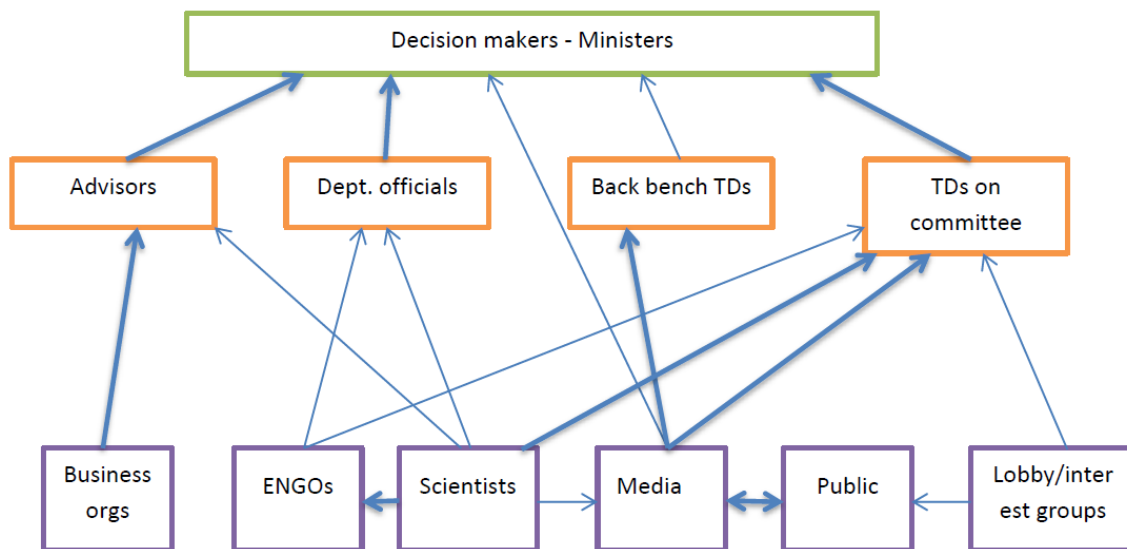 Decision makers - Ministers
Advisors
Dept. officials
Back bench TDs
TDs on
committee
Business
orgs
ENGOs
Scientists
Media
Public
Lobby/inter
est groups